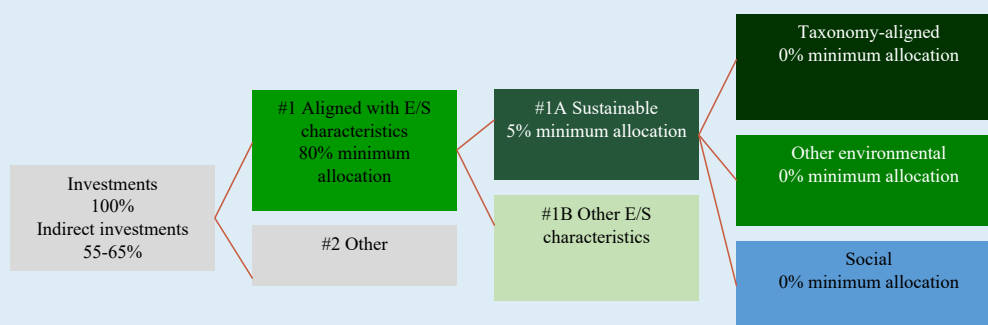 Investments
100%
Indirect investments
55-65%
#1 Aligned with E/S
characteristics
80% minimum
allocation
#2 Other
#1A Sustainable
5% minimum allocation
#1B Other E/S
characteristics
Taxonomy-aligned
0% minimum allocation
Other environmental
0% minimum allocation
Social
0% minimum allocation